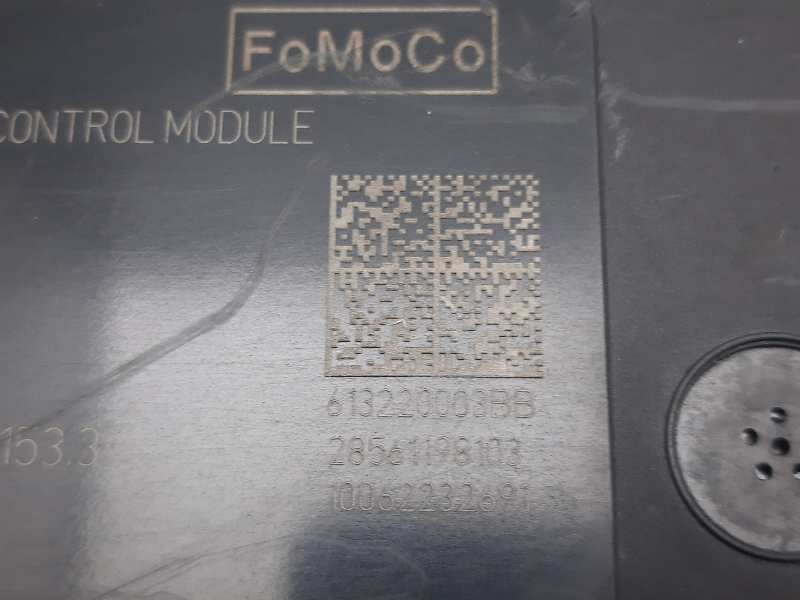 FoMoCo
CONTROL MODULE
613220003BB
153.3
28561198103
10062232691